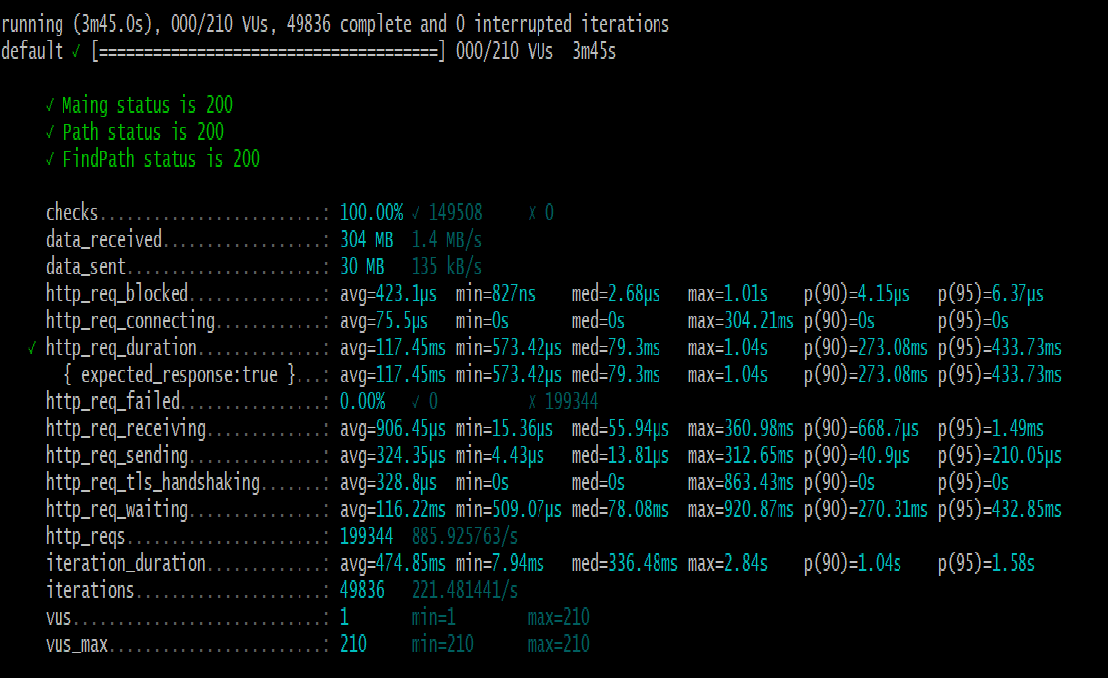 running (3m45.0s), 000/210 VUs, 49836 complete and 0 interrupted iterations
default ✓ [======================================] 000/210 VUs  3m45s
✓ Maing status is 200
✓ Path status is 200
✓ FindPath status is 200
checks.........................: 100.00% ✓ 149508     ✗ 0
data_received..................: 304 MB  1.4 MB/s
data_sent......................: 30 MB   135 kB/s
http_req_blocked...............: avg=423.1µs  min=827ns    med=2.68µs   max=1.01s    p(90)=4.15µs   p(95)=6.37µs
http_req_connecting............: avg=75.5µs   min=0s       med=0s       max=304.21ms p(90)=0s       p(95)=0s
✓ http_req_duration..............: avg=117.45ms min=573.42µs med=79.3ms   max=1.04s    p(90)=273.08ms p(95)=433.73ms
{ expected_response:true }...: avg=117.45ms min=573.42µs med=79.3ms   max=1.04s    p(90)=273.08ms p(95)=433.73ms
http_req_failed................: 0.00%   ✓ 0          ✗ 199344
http_req_receiving.............: avg=906.45µs min=15.36µs  med=55.94µs  max=360.98ms p(90)=668.7µs  p(95)=1.49ms
http_req_sending...............: avg=324.35µs min=4.43µs   med=13.81µs  max=312.65ms p(90)=40.9µs   p(95)=210.05µs
http_req_tls_handshaking.......: avg=328.8µs  min=0s       med=0s       max=863.43ms p(90)=0s       p(95)=0s
http_req_waiting...............: avg=116.22ms min=509.07µs med=78.08ms  max=920.87ms p(90)=270.31ms p(95)=432.85ms
http_reqs......................: 199344  885.925763/s
iteration_duration.............: avg=474.85ms min=7.94ms   med=336.48ms max=2.84s    p(90)=1.04s    p(95)=1.58s
iterations.....................: 49836   221.481441/s
vus............................: 1       min=1        max=210
vus_max........................: 210     min=210      max=210